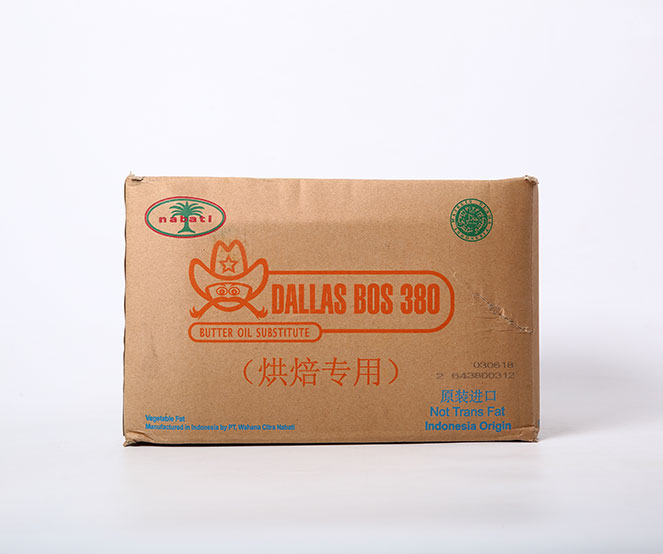 nabati
DALLAS BOS 380
BUTTER OIL SUBSTITUTE
（烘焙专用）
030618
2 643800312
原装进口
Not Trans Fat
Indonesia Origin
Vegetable Fat
Manufactured in Indonesia by PT. Wahana Citra Nabati